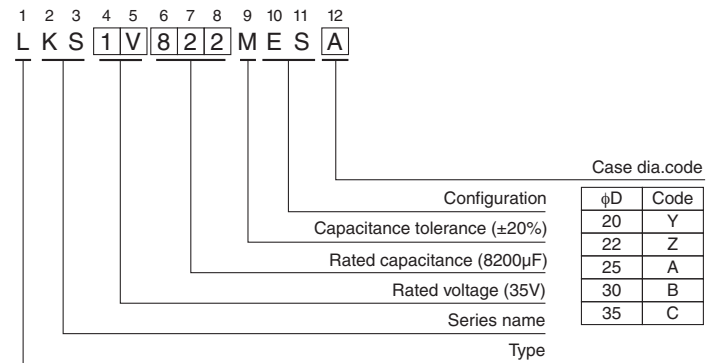 1 2 3 4 5 6 7 8 9 10 11 12
L K S 1 V 8 2 2 M E S A
Case dia.code
Configuration
Capacitance tolerance (±20%)
Rated capacitance (8200µF)
Rated voltage (35V)
Series name
Type
ϕD Code
20 Y
22 Z
25 A
30 B
35 C